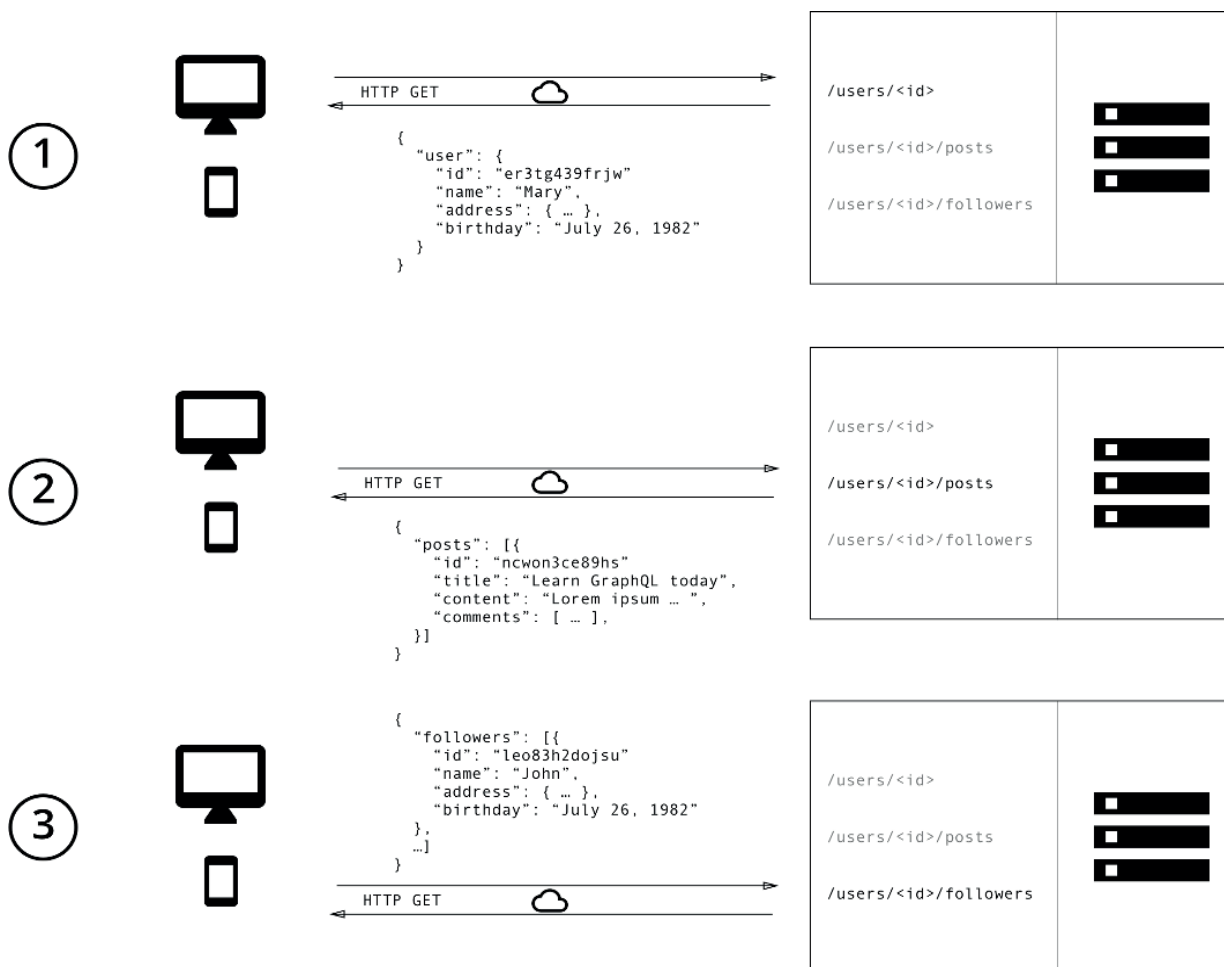 1
HTTP GET
{
“user”: {
“id”: “er3tg439frjw”
“name”: “Mary”,
“address”: { … },
“birthday”: “July 26, 1982”
}
}
/users/<id>
/users/<id>/posts
/users/<id>/followers
2
HTTP GET
{
“posts”: [{
“id”: “ncwon3ce89hs”
“title”: “Learn GraphQL today”,
“content”: “Lorem ipsum … ”,
“comments”: [ … ],
}]
}
/users/<id>
/users/<id>/posts
/users/<id>/followers
3
{
“followers”: [{
“id”: “leo83h2dojsu”
“name”: “John”,
“address”: { … },
“birthday”: “July 26, 1982”
},
…]
}
HTTP GET
/users/<id>
/users/<id>/posts
/users/<id>/followers